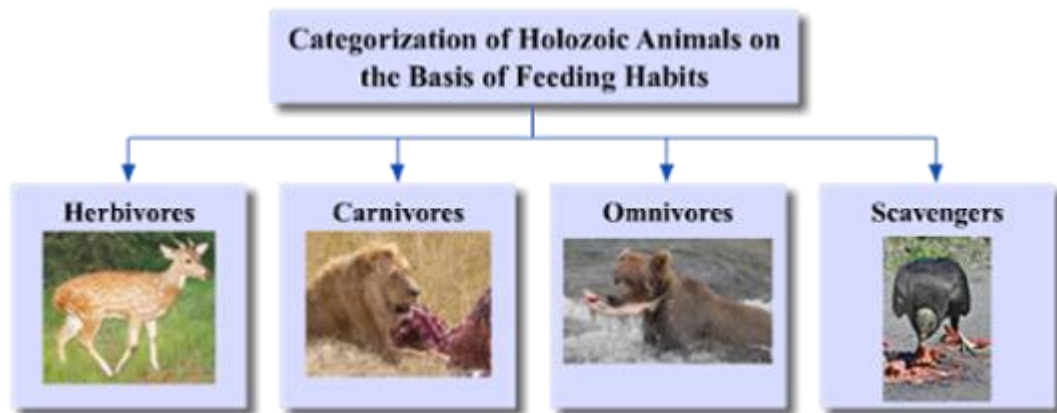 Categorization of Holozoic Animals on
the Basis of Feeding Habits
Herbivores
Carnivores
Omnivores
Scavengers